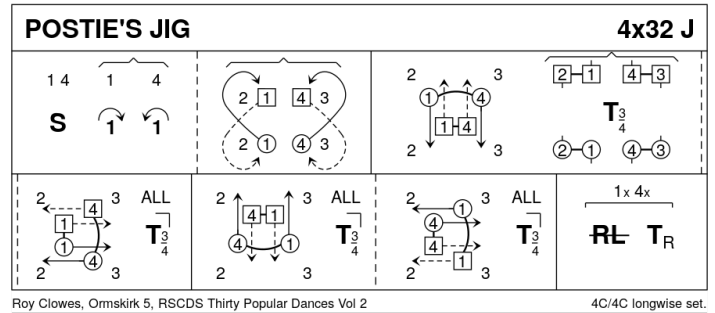 POSTIE'S JIG 4x32 J
1 4 1 4
S 1 1
2 1 4 3
2 1 4 3
2 3
1 4
1 4
2 3
2 1 4 3
T 3/4
2 1 4 3
2 4 3 ALL
1
T 3/4
1
2 4 3
2 3 ALL
4 1
4 1 T 3/4
2 3
2 1 3 ALL
4
T 3/4
4
2 1 3
1x 4x
RL TR
Roy Clowes, Ormskirk 5, RSCDS Thirty Popular Dances Vol 2 4C/4C longwise set.